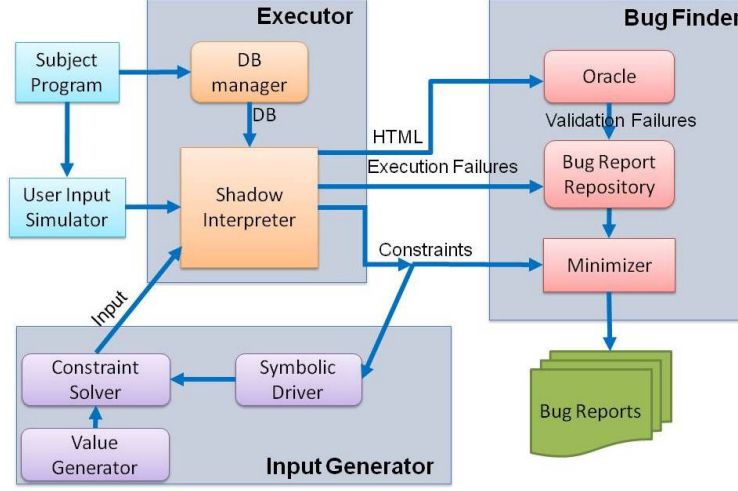 Executor
Bug Finder
Subject
Program
DB
manager
Oracle
DB
HTML
Validation Failures
Execution Failures
Bug Report
Repository
User Input
Simulator
Shadow
Interpreter
Constraints
Minimizer
Input
Constraint
Solver
Symbolic
Driver
Bug Reports
Value
Generator
Input Generator